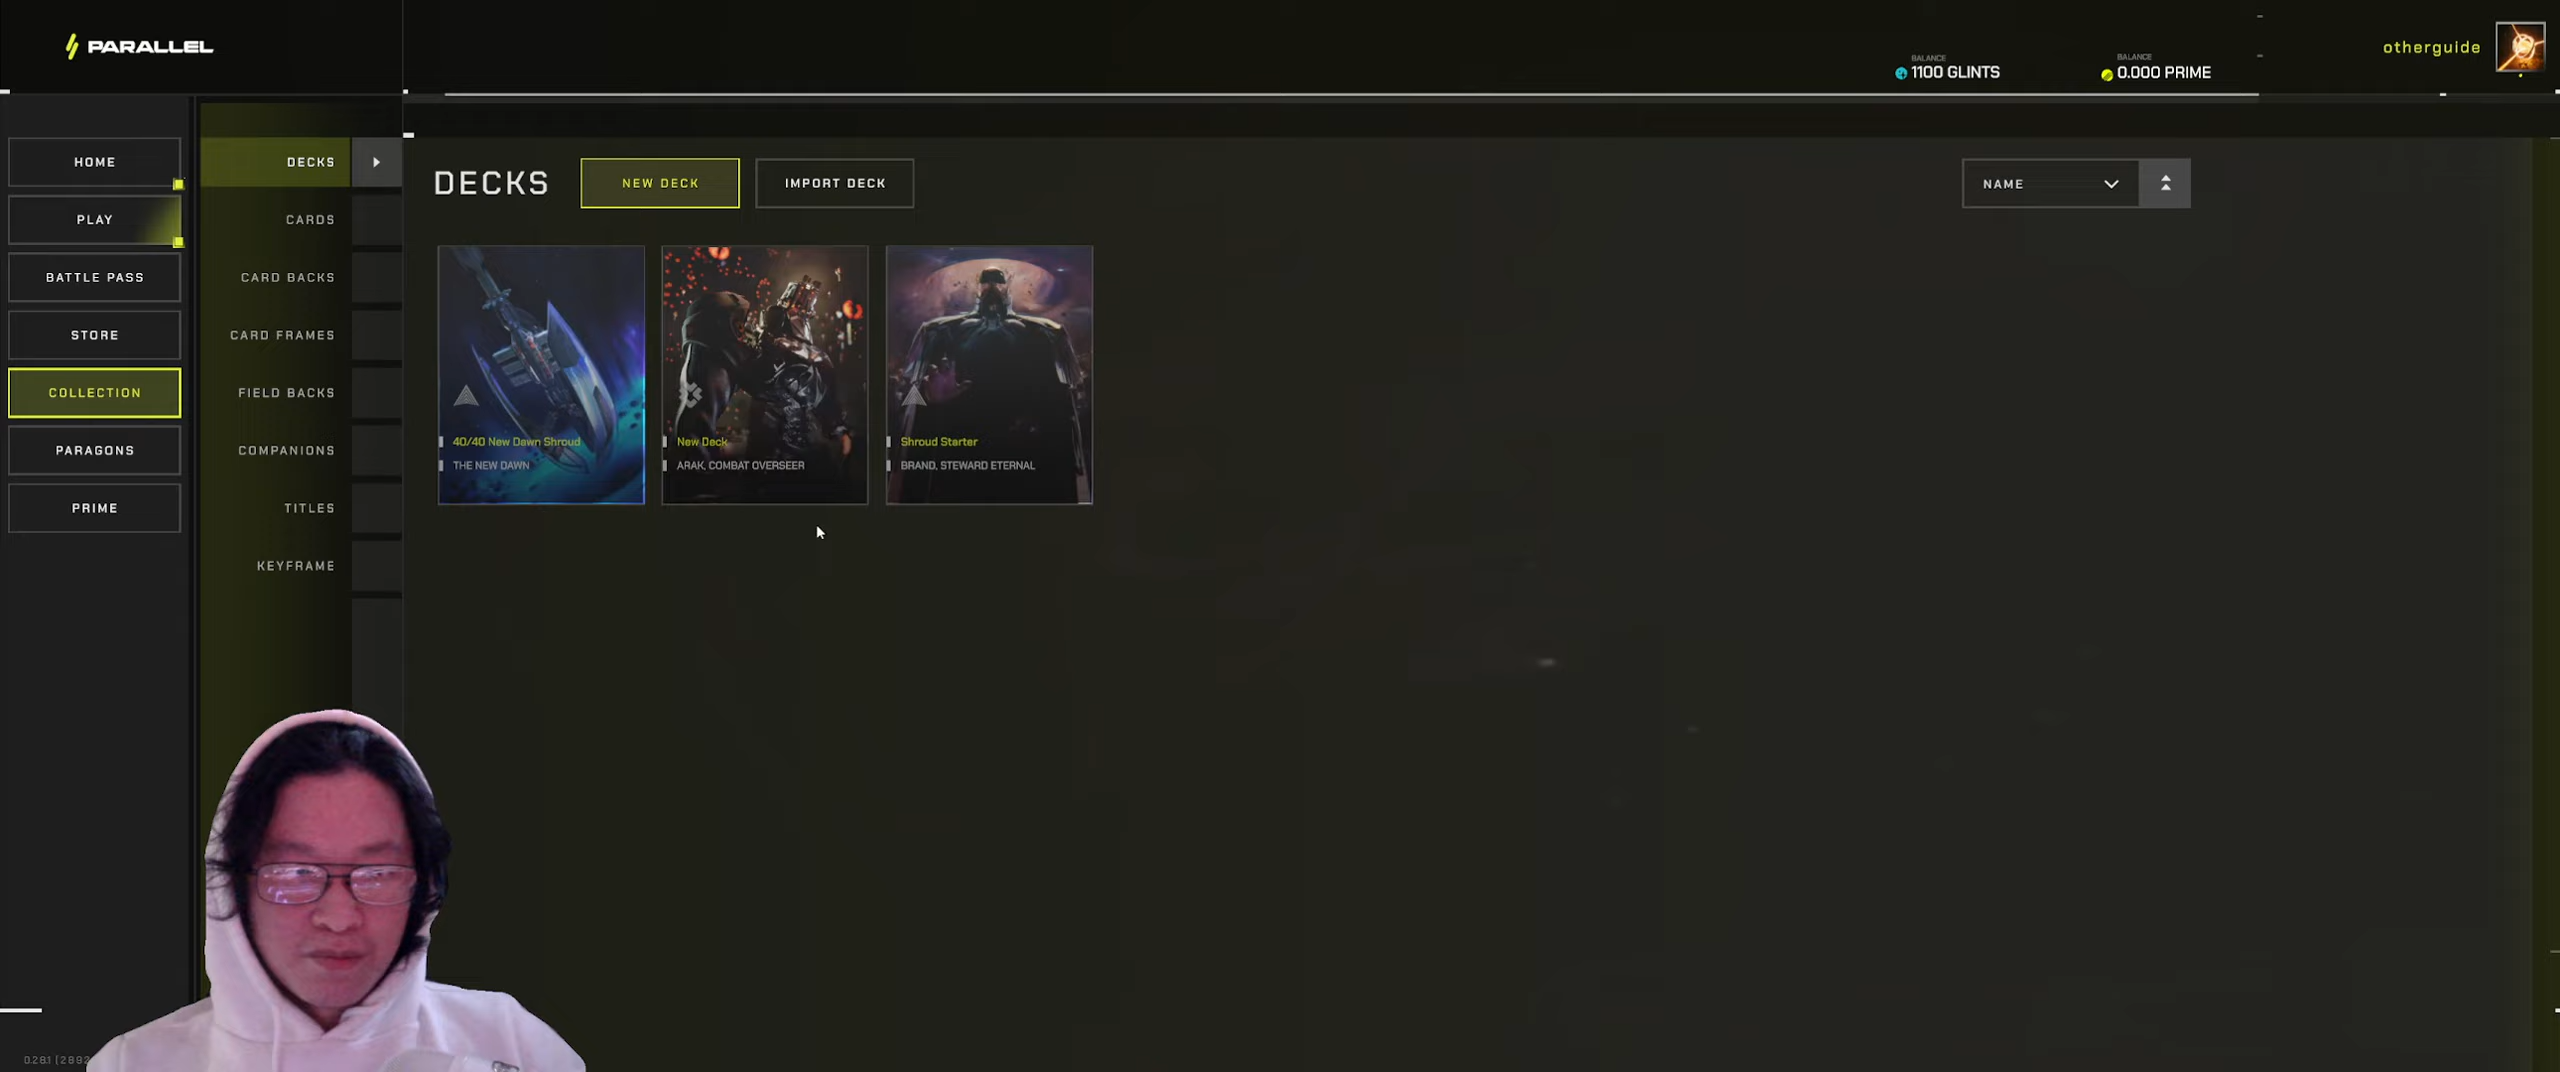 PARALLEL
BALANCE
1100 GLINTS
BALANCE
0.000 PRIME
otherguide
HOME
PLAY
BATTLE PASS
STORE
COLLECTION
PARAGONS
PRIME
DECKS
CARDS
CARD BACKS
CARD FRAMES
FIELD BACKS
COMPANIONS
TITLES
KEYFRAME
DECKS
NEW DECK
IMPORT DECK
NAME
40/40 New Dawn Shroud
THE NEW DAWN
New Deck
ARAK, COMBAT OVERSEER
Shroud Starter
BRAND, STEWARD ETERNAL